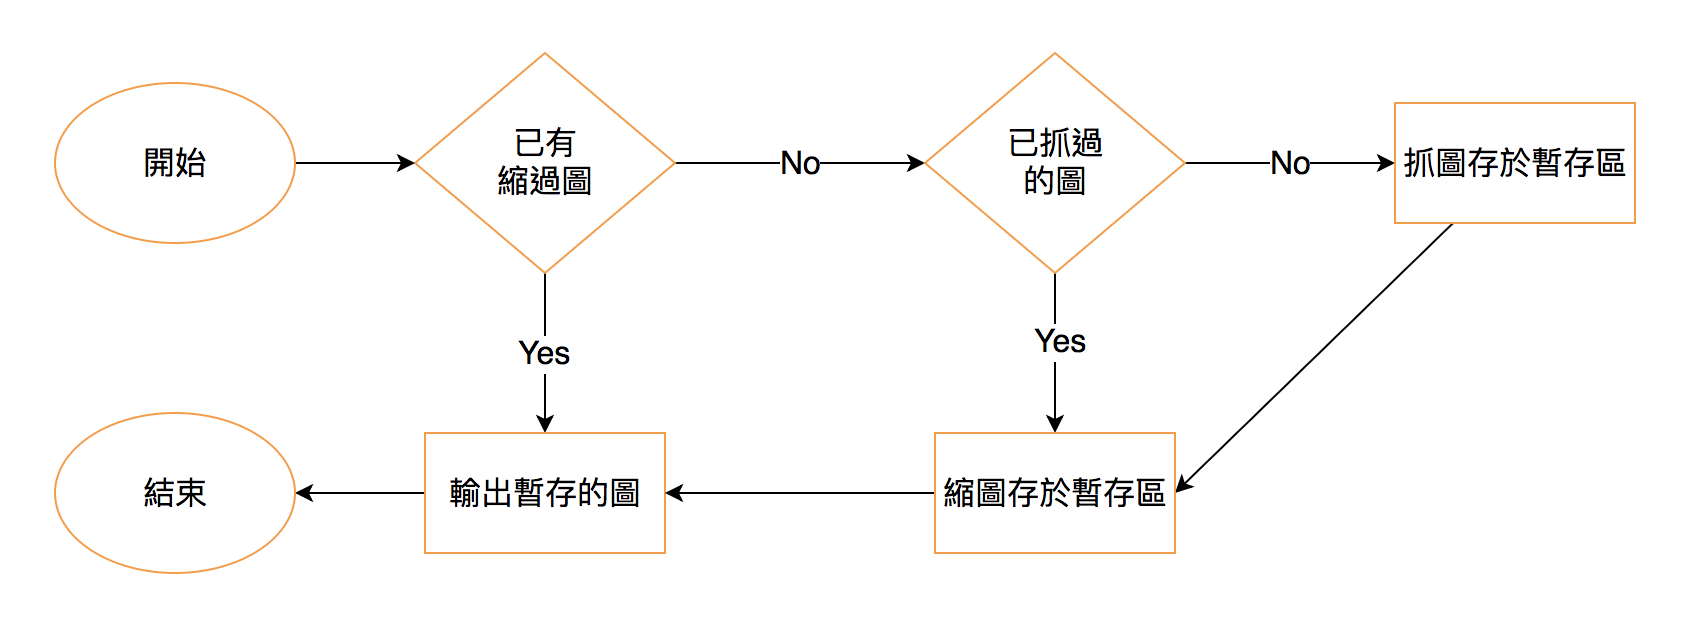 開始
已有
縮過圖
No
已抓過
的圖
No
抓圖存於暫存區
Yes
Yes
結束
輸出暫存的圖
縮圖存於暫存區